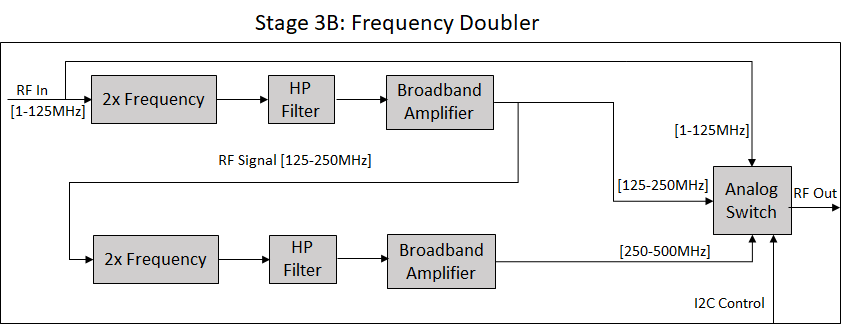 Stage 3B: Frequency Doubler
RF In
[1-125MHz]
2x Frequency
HP
Filter
Broadband
Amplifier
[1-125MHz]
RF Signal [125-250MHz]
[125-250MHz]
Analog
Switch
RF Out
2x Frequency
HP
Filter
Broadband
Amplifier
[250-500MHz]
I2C Control